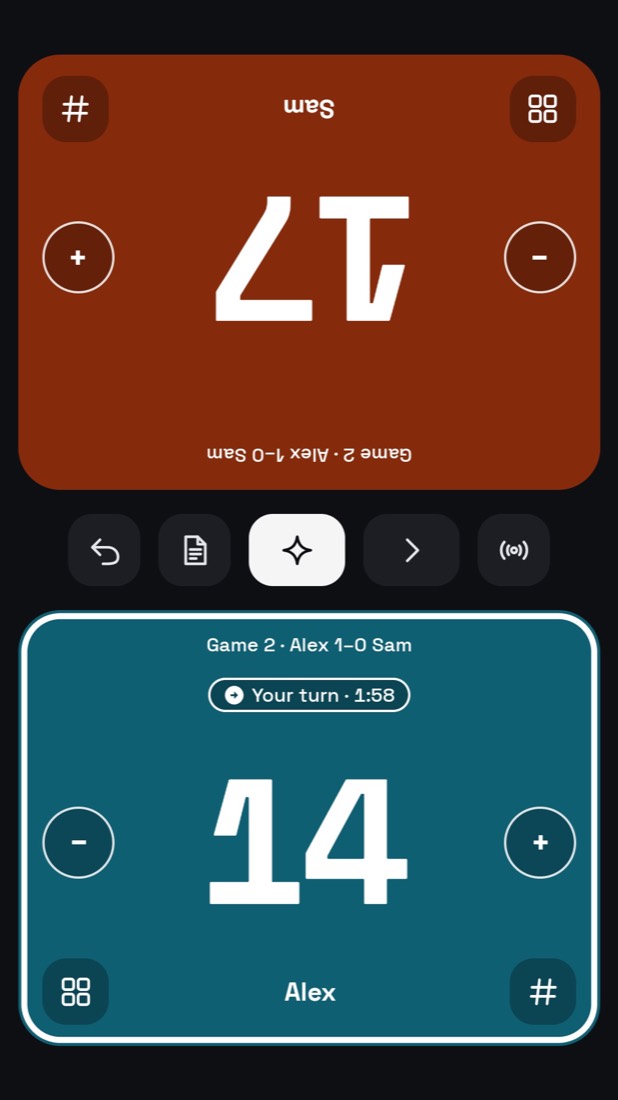 Sam
+
17
-
Game 2 · Alex 1-0 Sam
Game 2 · Alex 1-0 Sam
Your turn · 1:58
-
14
+
Alex